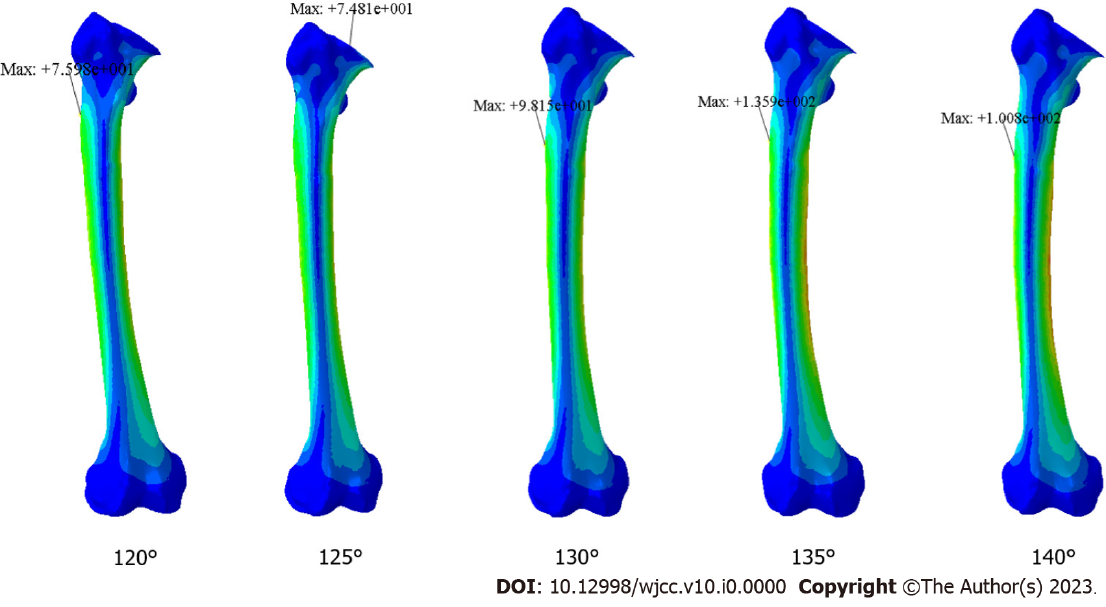 Max: +7.481e+001
Max: +7.598e+001
Max: +9.815e+001
Max: +1.359e+002
Max: +1.008e+002
120°
125°
130°
135°
140°
DOI: 10.12998/wjcc.v10.i0.0000 Copyright ©The Author(s) 2023.